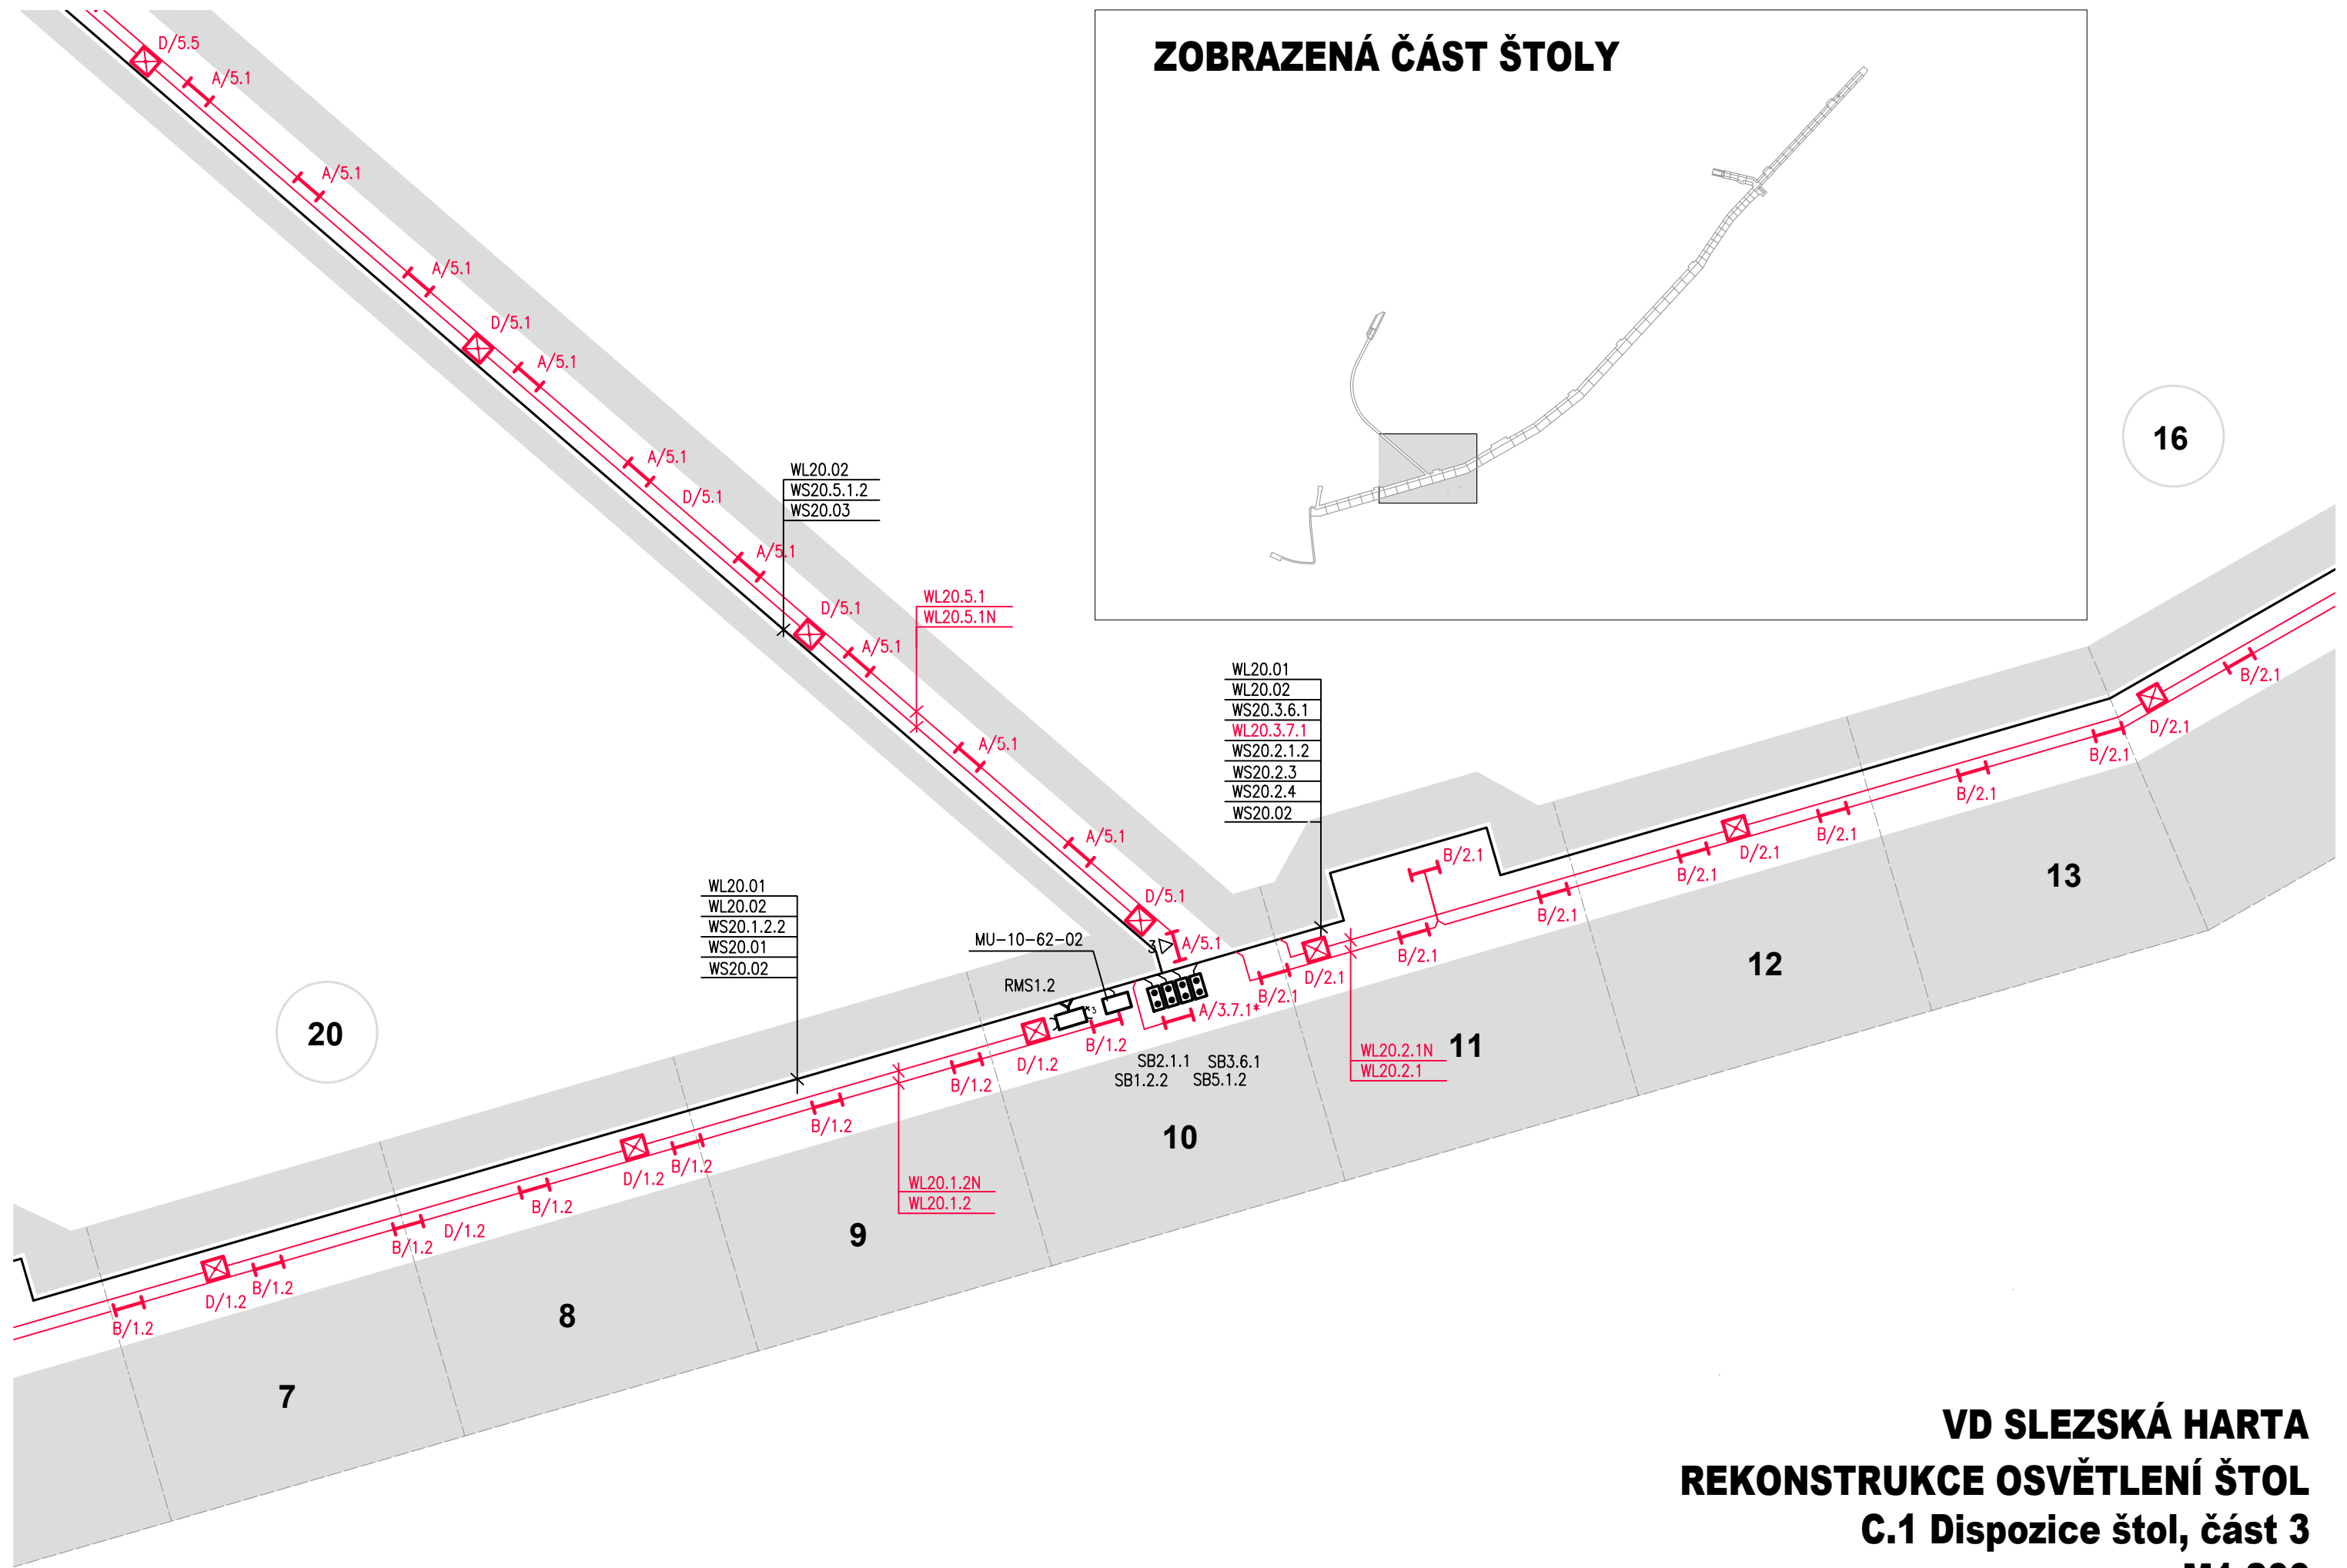 ZOBRAZENÁ ČÁST ŠTOLY
D/5.5
A/5.1
A/5.1
A/5.1
D/5.1
A/5.1
A/5.1
D/5.1
A/5.1
D/5.1
A/5.1
A/5.1
A/5.1
D/5.1
A/5.1
WL20.02
WS20.5.1.2
WS20.03
WL20.5.1
WL20.5.1N
16
WL20.01
WL20.02
WS20.3.6.1
WL20.3.7.1
WS20.2.1.2
WS20.2.3
WS20.2.4
WS20.02
B/2.1
D/2.1
B/2.1
B/2.1
B/2.1
D/2.1
B/2.1
B/2.1
B/2.1
B/2.1
D/2.1
B/2.1
13
12
11
WL20.2.1N
WL20.2.1
WL20.01
WL20.02
WS20.1.2.2
WS20.01
WS20.02
MU-10-62-02
RMS1.2
3
3
A/3.7.1*
SB2.1.1 SB3.6.1
SB1.2.2 SB5.1.2
20
B/1.2
D/1.2
B/1.2
B/1.2
B/1.2
D/1.2
B/1.2
D/1.2
B/1.2
B/1.2
D/1.2
B/1.2
WL20.1.2N
WL20.1.2
10
9
8
7
VD SLEZSKÁ HARTA
REKONSTRUKCE OSVĚTLENÍ ŠTOL
C.1 Dispozice štol, část 3